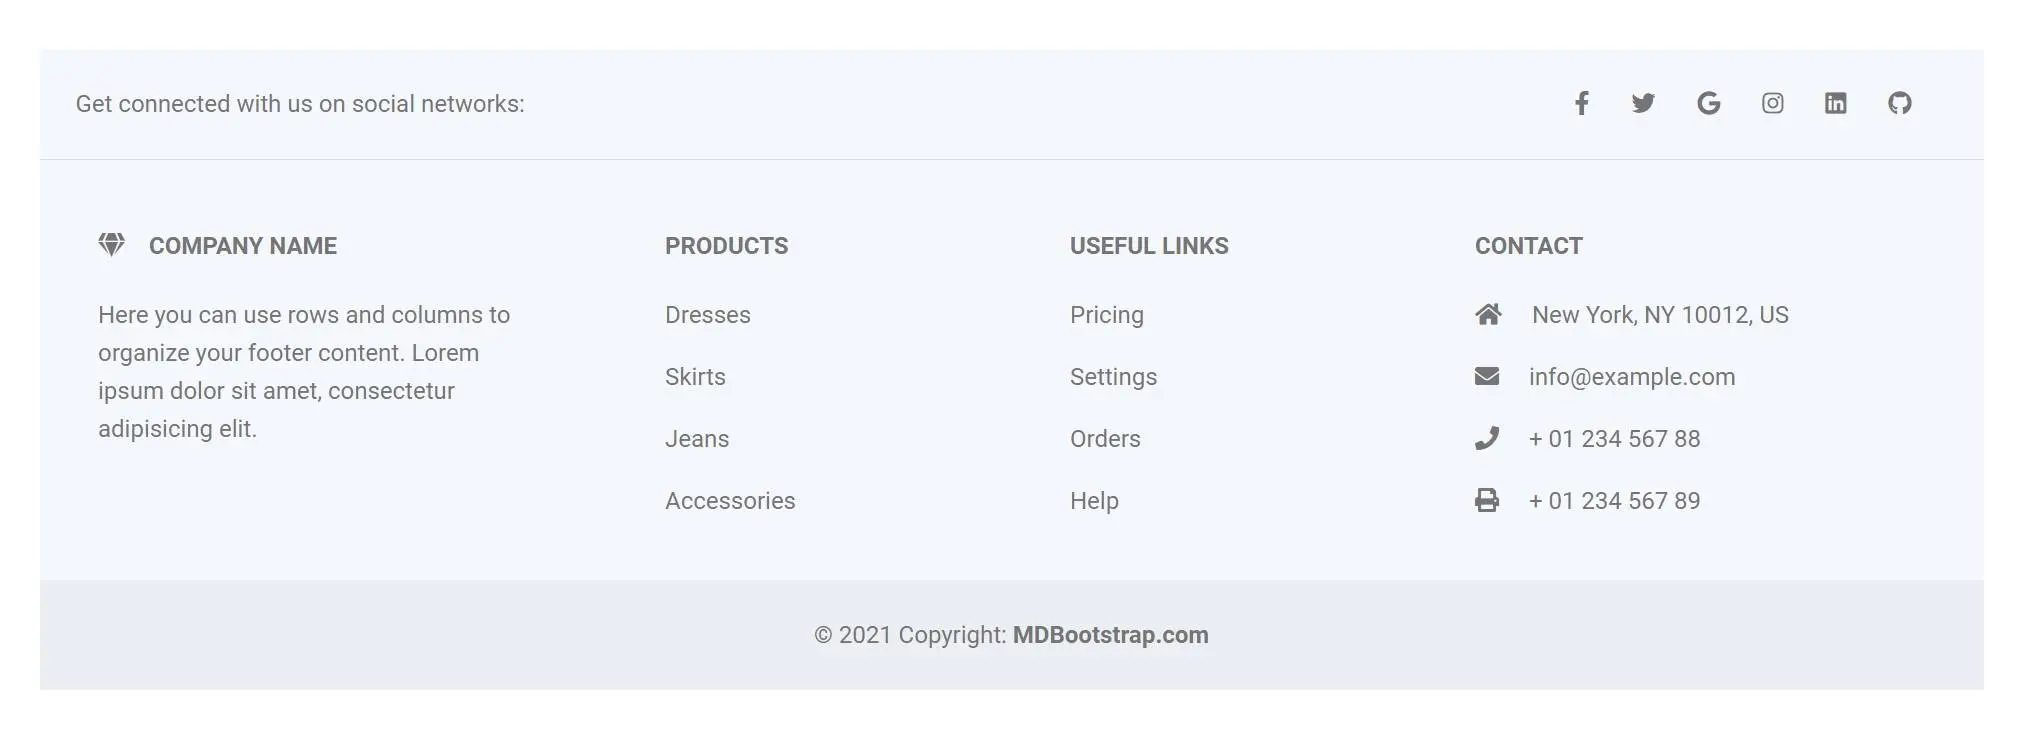 Get connected with us on social networks:
COMPANY NAME
Here you can use rows and columns to
organize your footer content. Lorem
ipsum dolor sit amet, consectetur
adipisicing elit.
PRODUCTS
Dresses
Skirts
Jeans
Accessories
USEFUL LINKS
Pricing
Settings
Orders
Help
CONTACT
New York, NY 10012, US
info@example.com
+ 01 234 567 88
+ 01 234 567 89
© 2021 Copyright: MDBootstrap.com